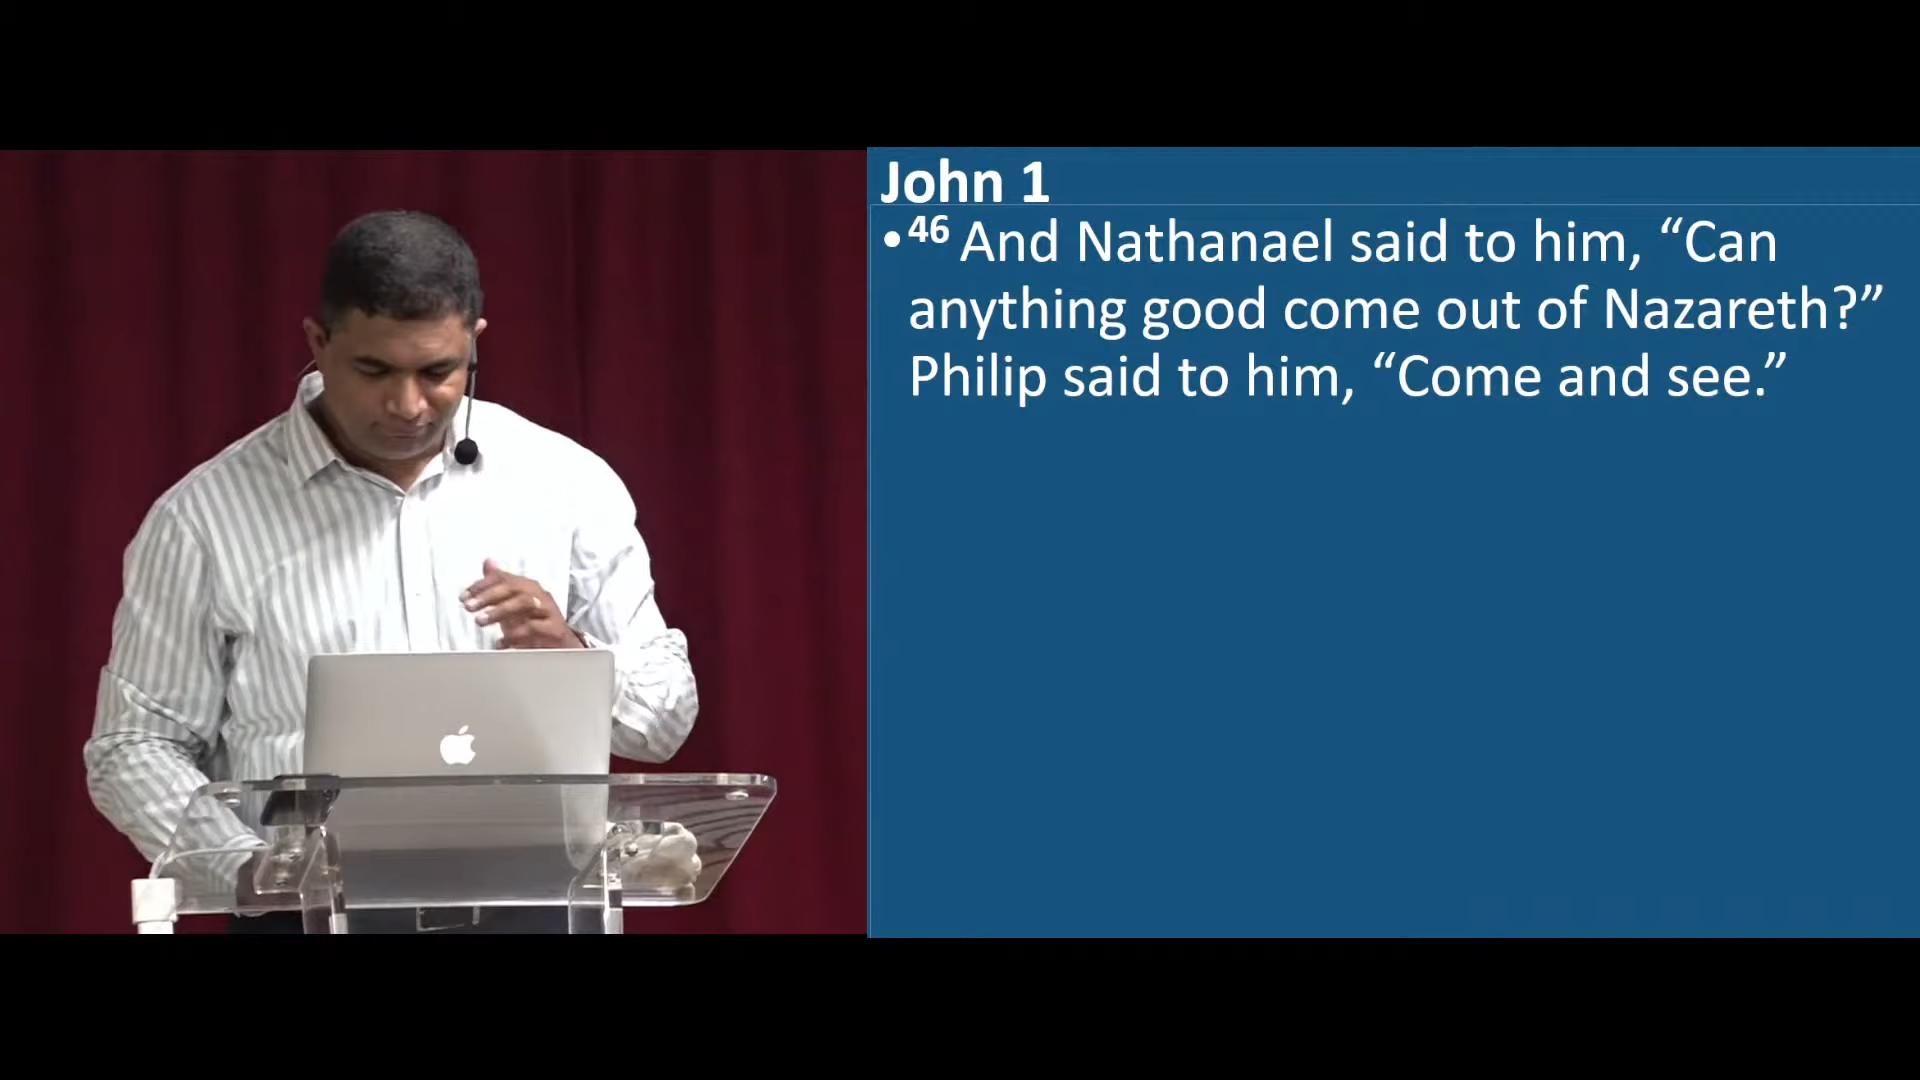 John 1
•46 And Nathanael said to him, “Can
anything good come out of Nazareth?”
Philip said to him, “Come and see.”